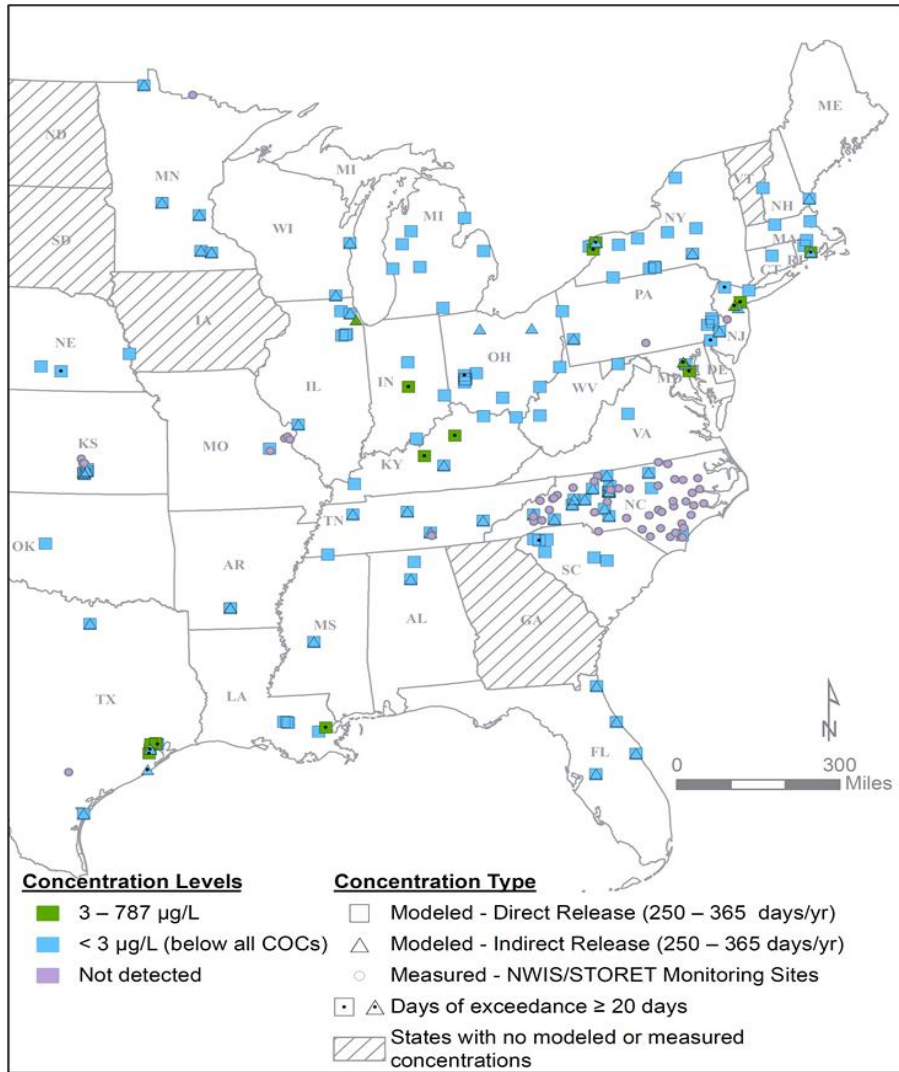 ME
ND
MN
VT
MI
NH
NY
SD
WI
MI
MA
RI
CT
IA
PA
NE
NJ
OH
IL
IN
MD
DE
WV
KS
MO
VA
KY
NC
TN
OK
AR
SC
MS
AL
GA
TX
LA
N
FL
0 300
Miles
Concentration Levels
3 – 787 µg/L
< 3 µg/L (below all COCs)
Not detected
Concentration Type
Modeled - Direct Release (250 – 365 days/yr)
Modeled - Indirect Release (250 – 365 days/yr)
Measured - NWIS/STORET Monitoring Sites
Days of exceedance ≥ 20 days
States with no modeled or measured
concentrations